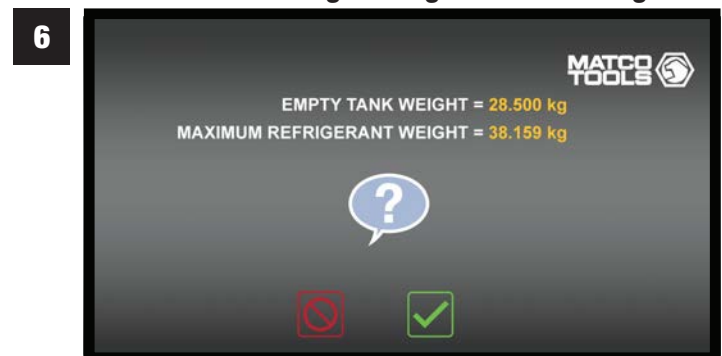 6
MATCO
TOOLS
EMPTY TANK WEIGHT = 28.500 kg
MAXIMUM REFRIGERANT WEIGHT = 38.159 kg
?